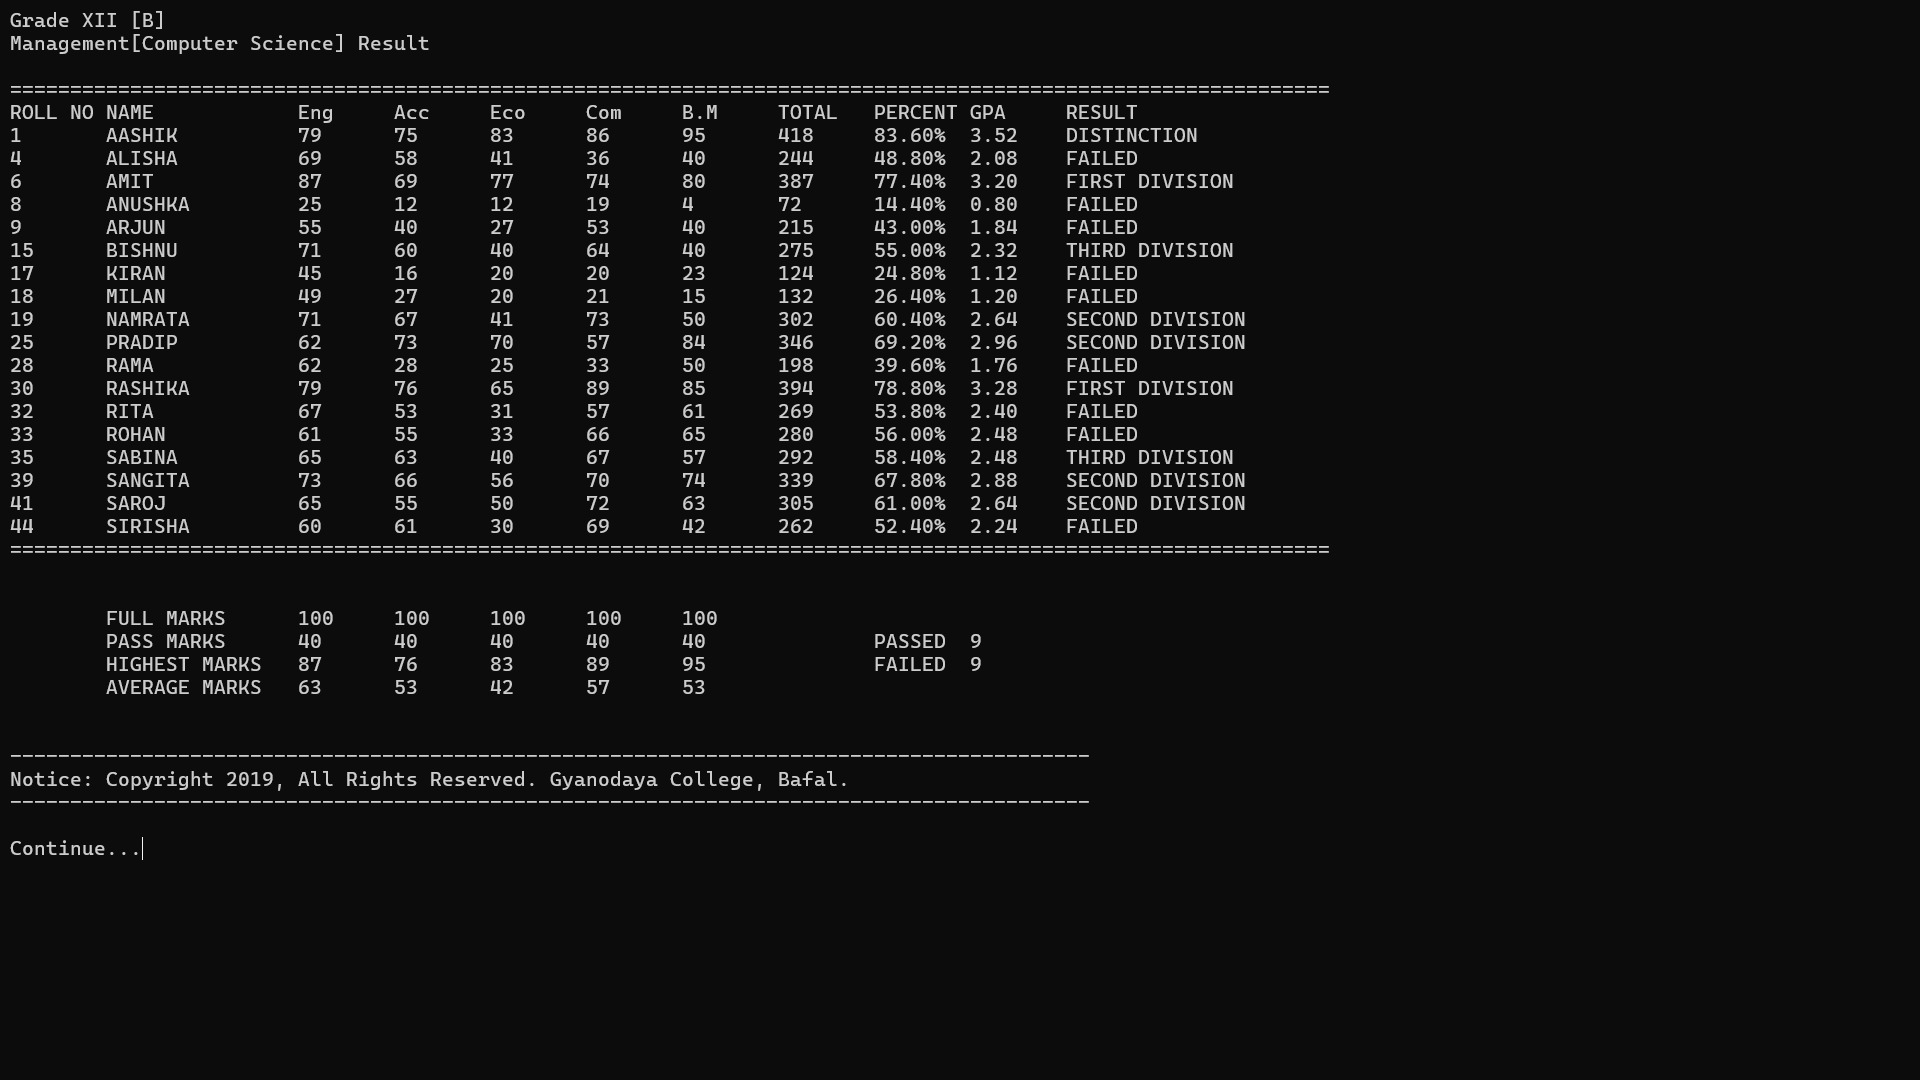 Grade XII [B]
Management[Computer Science] Result
==============================================================================================================
ROLL NO NAME            Eng     Acc     Eco     Com     B.M     TOTAL   PERCENT GPA     RESULT
1       AASHIK          79      75      83      86      95      418     83.60%  3.52    DISTINCTION
4       ALISHA          69      58      41      36      40      244     48.80%  2.08    FAILED
6       AMIT            87      69      77      74      80      387     77.40%  3.20    FIRST DIVISION
8       ANUSHKA         25      12      12      19      4       72      14.40%  0.80    FAILED
9       ARJUN           55      40      27      53      40      215     43.00%  1.84    FAILED
15      BISHNU          71      60      40      64      40      275     55.00%  2.32    THIRD DIVISION
17      KIRAN           45      16      20      20      23      124     24.80%  1.12    FAILED
18      MILAN           49      27      20      21      15      132     26.40%  1.20    FAILED
19      NAMRATA         71      67      41      73      50      302     60.40%  2.64    SECOND DIVISION
25      PRADIP          62      73      70      57      84      346     69.20%  2.96    SECOND DIVISION
28      RAMA            62      28      25      33      50      198     39.60%  1.76    FAILED
30      RASHIKA         79      76      65      89      85      394     78.80%  3.28    FIRST DIVISION
32      RITA            67      53      31      57      61      269     53.80%  2.40    FAILED
33      ROHAN           61      55      33      66      65      280     56.00%  2.48    FAILED
35      SABINA          65      63      40      67      57      292     58.40%  2.48    THIRD DIVISION
39      SANGITA         73      66      56      70      74      339     67.80%  2.88    SECOND DIVISION
41      SAROJ           65      55      50      72      63      305     61.00%  2.64    SECOND DIVISION
44      SIRISHA         60      61      30      69      42      262     52.40%  2.24    FAILED
==============================================================================================================
        FULL MARKS      100     100     100     100     100
        PASS MARKS      40      40      40      40      40              PASSED  9
        HIGHEST MARKS   87      76      83      89      95              FAILED  9
        AVERAGE MARKS   63      53      42      57      53
------------------------------------------------------------------------------------------
Notice: Copyright 2019, All Rights Reserved. Gyanodaya College, Bafal.
------------------------------------------------------------------------------------------
Continue...